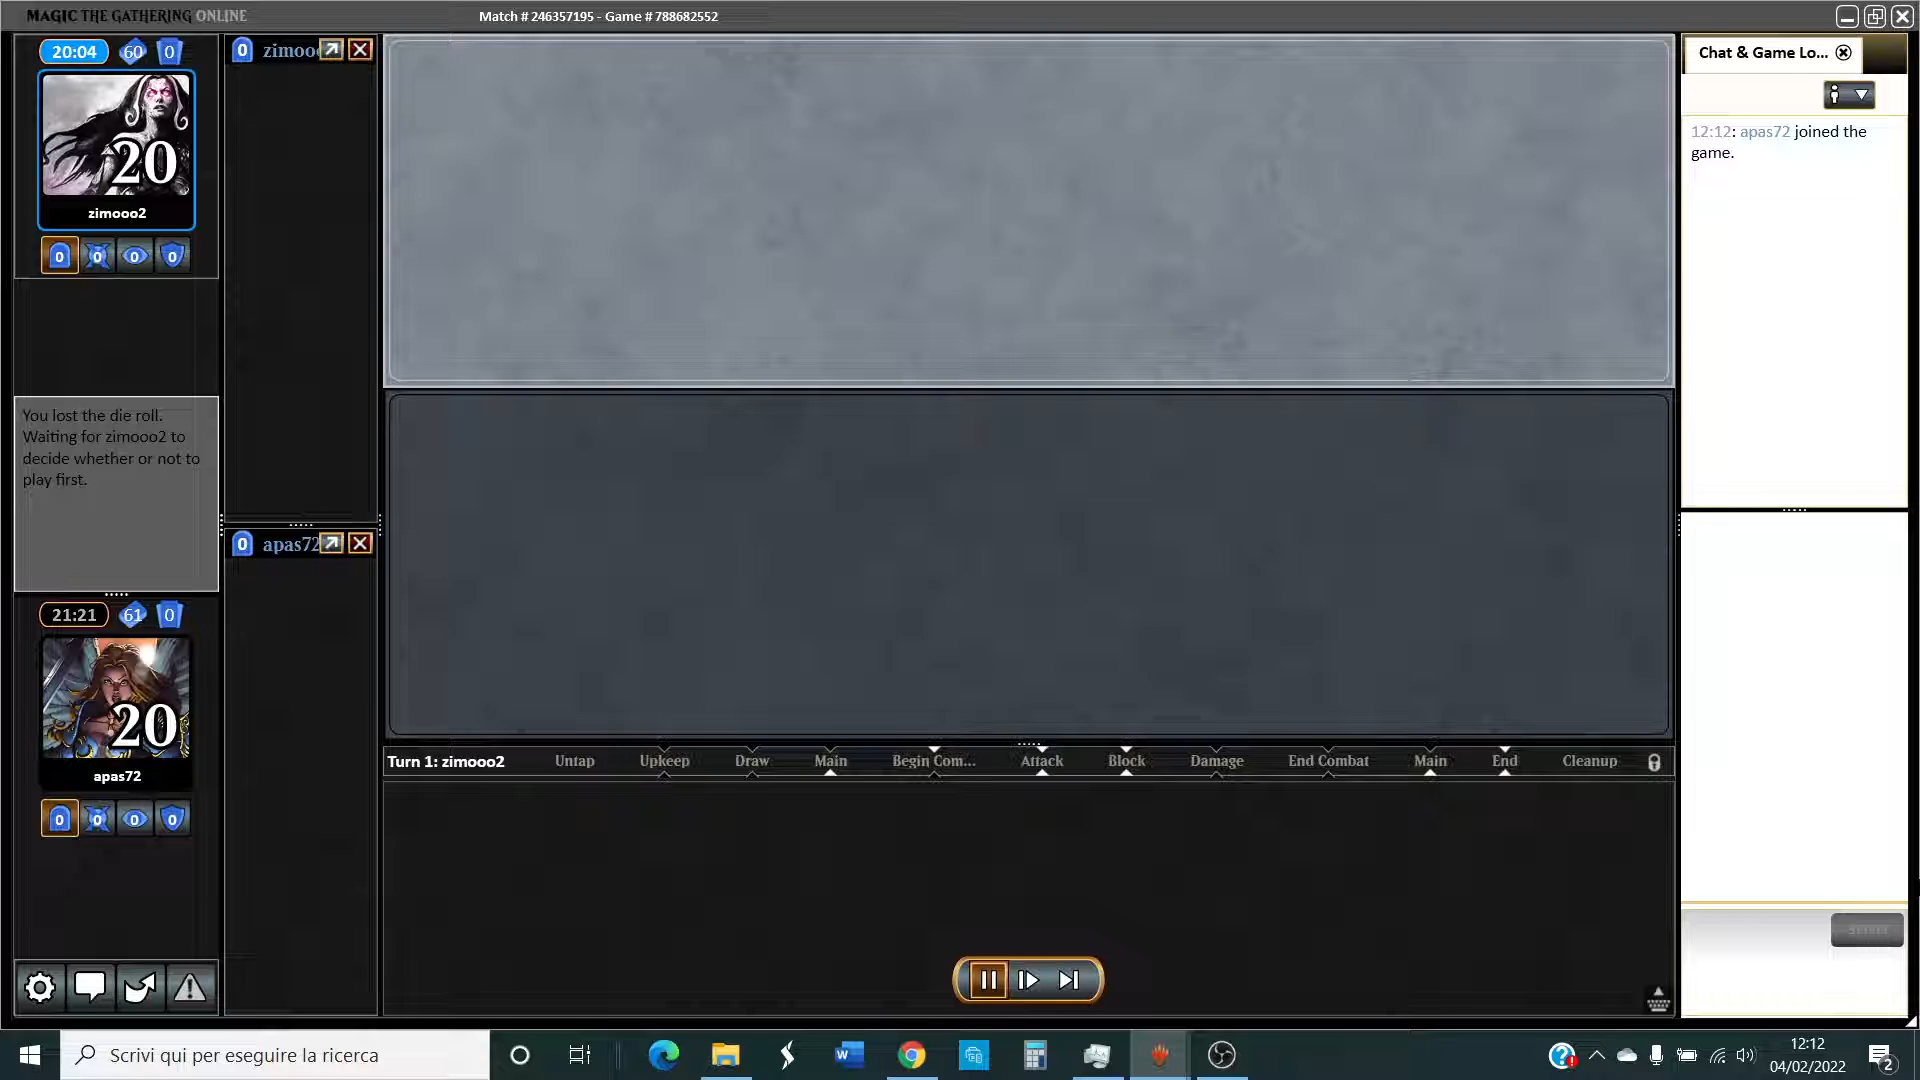 MAGIC THE GATHERING ONLINE
Match # 246357195 - Game # 788682552
20:04 60 0
20
zimooo2
0 0 0 0
0 zimooo
You lost the die roll.
Waiting for zimooo2 to
decide whether or not to
play first.
0 apas72
21:21 61 0
20
apas72
0 0 0 0
Turn 1: zimooo2 Untap Upkeep Draw Main Begin Com... Attack Block Damage End Combat Main End Cleanup
Chat & Game Lo...
12:12: apas72 joined the
game.
Scrivi qui per eseguire la ricerca
12:12
04/02/2022
2